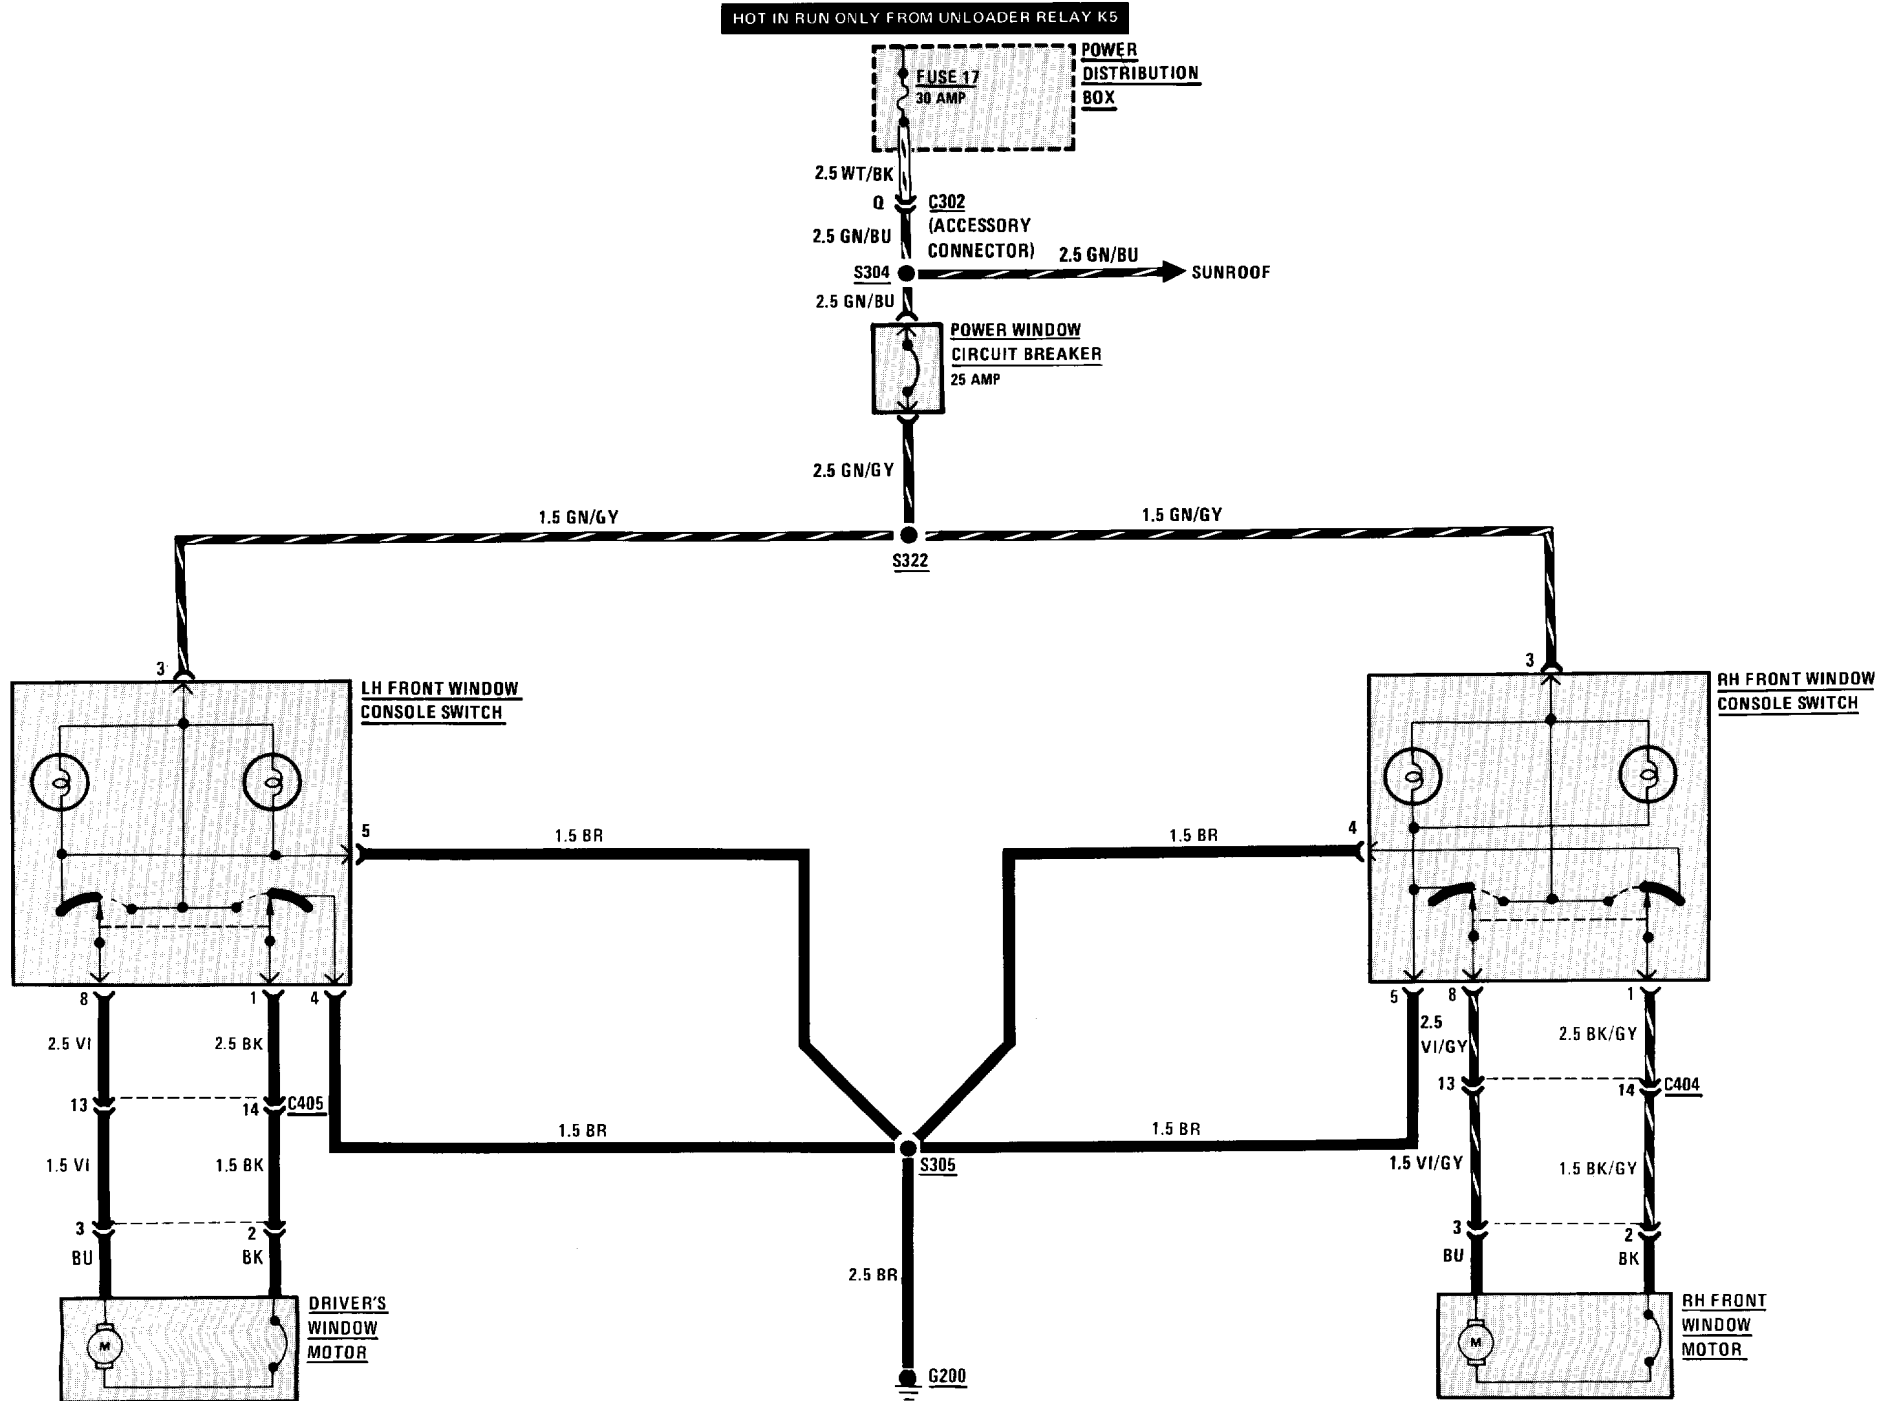 HOT IN RUN ONLY FROM UNLOADER RELAY K5
POWER
DISTRIBUTION
BOX
FUSE 17
30 AMP
2.5 WT/BK
Q
C302
(ACCESSORY
CONNECTOR)
2.5 GN/BU
2.5 GN/BU
S304
SUNROOF
2.5 GN/BU
POWER WINDOW
CIRCUIT BREAKER
25 AMP
2.5 GN/GY
1.5 GN/GY
1.5 GN/GY
S322
3
3
LH FRONT WINDOW
CONSOLE SWITCH
RH FRONT WINDOW
CONSOLE SWITCH
5
1.5 BR
1.5 BR
4
8
1
4
5
8
1
2.5 VI
2.5 BK
2.5
VI/GY
2.5 BK/GY
13
14
C405
13
14
C404
1.5 BR
1.5 BR
S305
1.5 VI
1.5 BK
1.5 VI/GY
1.5 BK/GY
3
2
3
2
BU
BK
BU
BK
2.5 BR
DRIVER'S
WINDOW
MOTOR
M
RH FRONT
WINDOW
MOTOR
M
G200